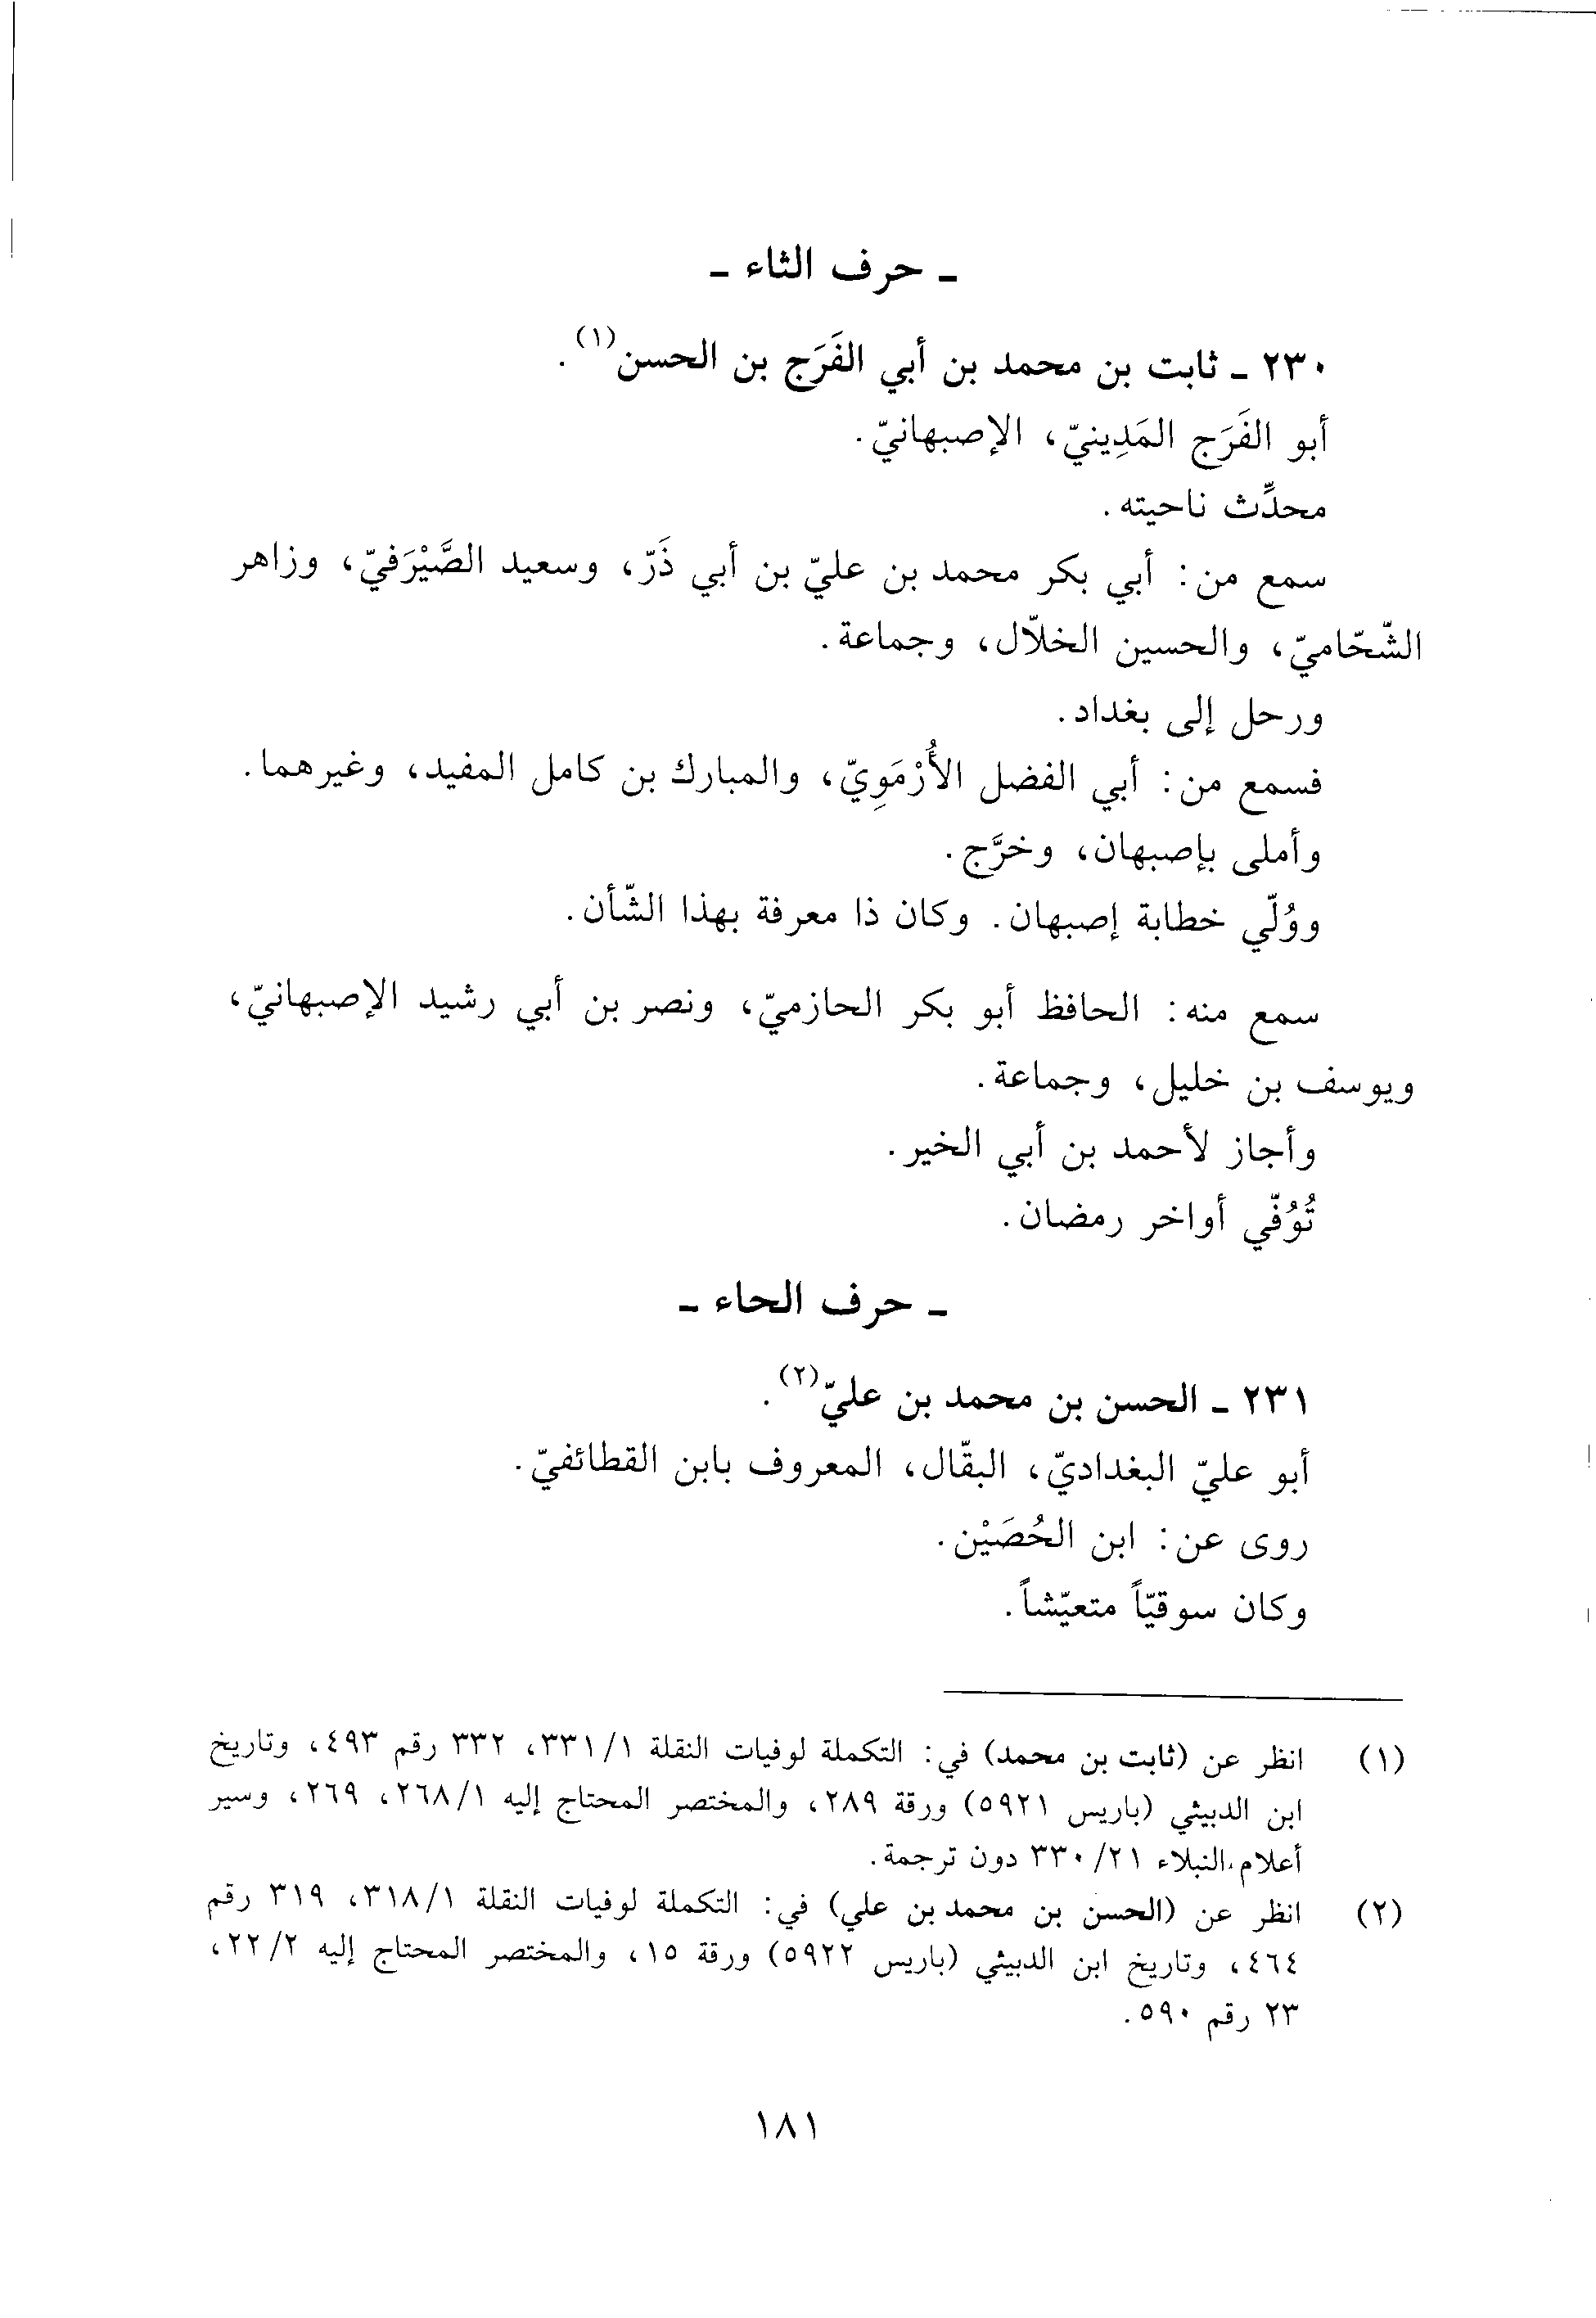 ـ حرف الثاء ـ
٢٣٠ ـ ثابت بن محمد بن أبي الفَرَج بن الحسن(١).
أبو الفَرَج المَدِينيّ، الإصبهانيّ.
محدِّث ناحيته.
سمع من: أبي بكر محمد بن عليّ بن أبي ذَرّ، وسعيد الصَّيْرَفيّ، وزاهر
الشّحّاميّ، والحسين الخلاّل، وجماعة.
ورحل إلى بغداد.
فسمع من: أبي الفضل الأُرْمَوِيّ، والمبارك بن كامل المفيد، وغيرهما.
وأملى بإصبهان، وخرَّج.
ووُلّي خطابة إصبهان. وكان ذا معرفة بهذا الشّأن.
سمع منه: الحافظ أبو بكر الحازميّ، ونصر بن أبي رشيد الإصبهانيّ،
ويوسف بن خليل، وجماعة.
وأجاز لأحمد بن أبي الخير.
تُوُفّي أواخر رمضان.
ـ حرف الحاء ـ
٢٣١ ـ الحسن بن محمد بن عليّ(٢).
أبو عليّ البغداديّ، البقّال، المعروف بابن القطائفيّ.
روى عن: ابن الحُصَيْن.
وكان سوقيّاً متعيّشاً.
(١) انظر عن (ثابت بن محمد) في: التكملة لوفيات النقلة ٣٣١/١، ٣٣٢ رقم ٤٩٣، وتاريخ
ابن الدبيثي (باريس ٥٩٢١) ورقة ٢٨٩، والمختصر المحتاج إليه ٢٦٨/١، ٢٦٩، وسير
أعلام النبلاء ٣٣٠/٢١ دون ترجمة.
(٢) انظر عن (الحسن بن محمد بن علي) في: التكملة لوفيات النقلة ٣١٨/١، ٣١٩ رقم
٤٦٤، وتاريخ ابن الدبيثي (باريس ٥٩٢٢) ورقة ١٥، والمختصر المحتاج إليه ٢٢/٢،
٢٣ رقم ٥٩٠.
١٨١